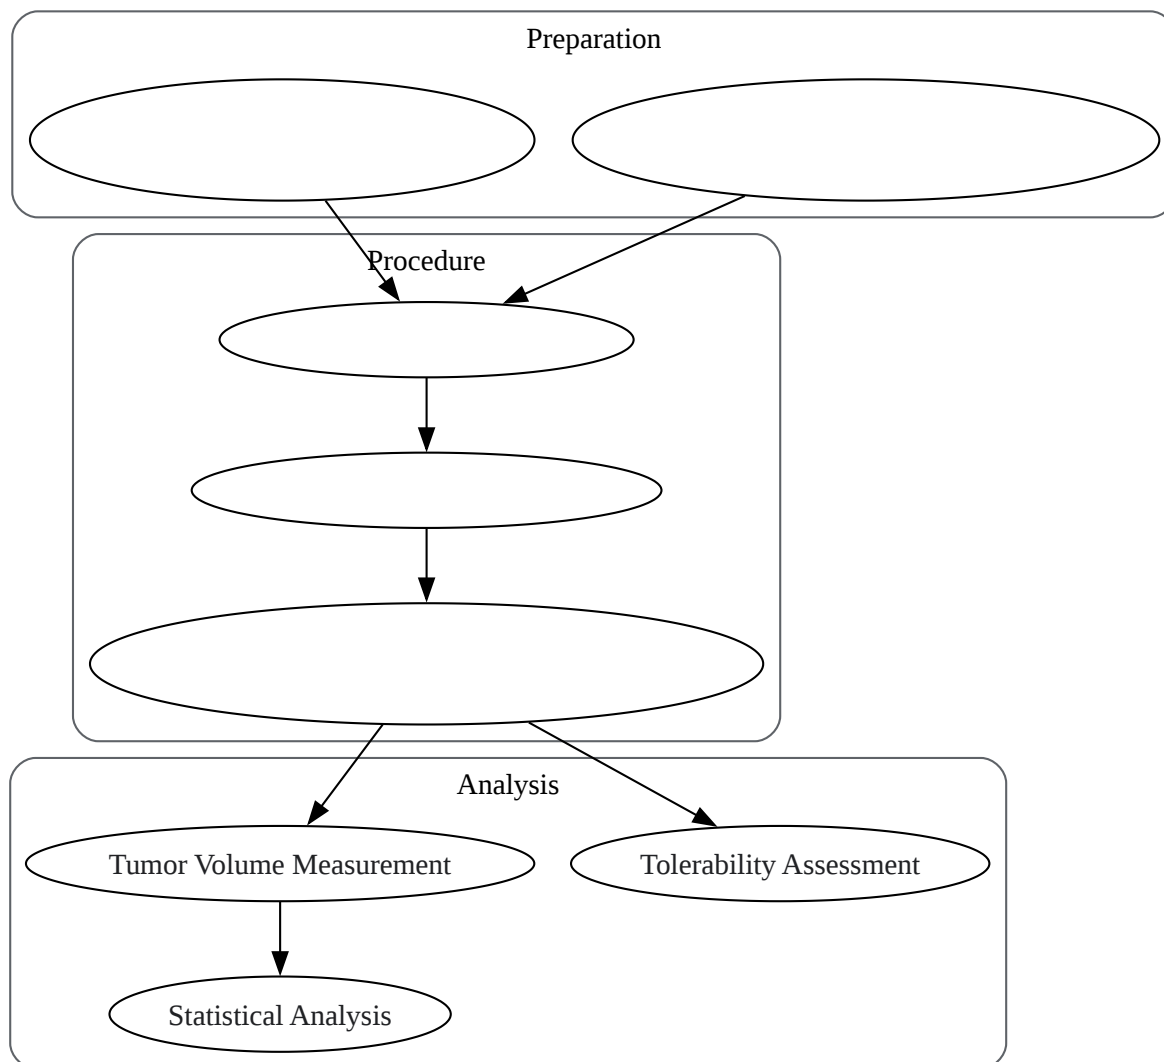 Preparation
Procedure
Analysis
Tumor Volume Measurement
Tolerability Assessment
Statistical Analysis